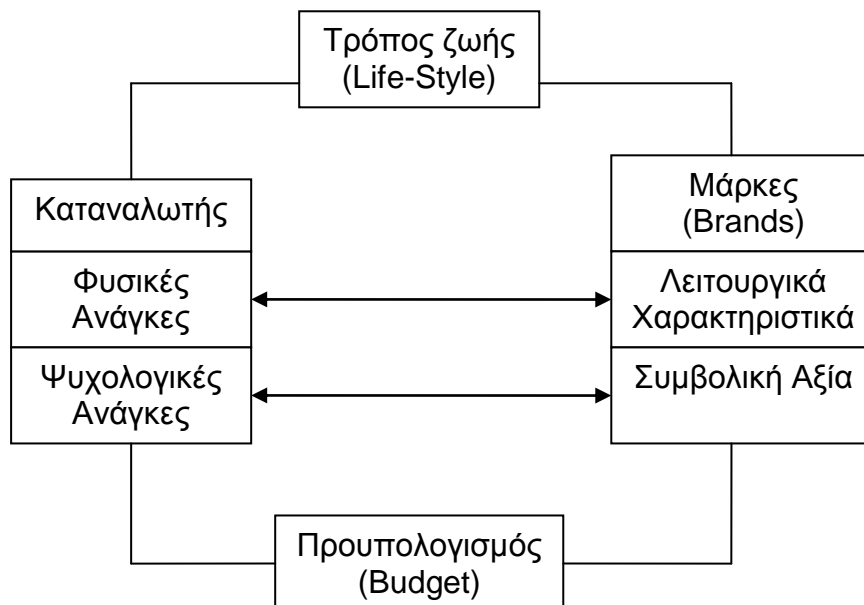 Τρόπος ζωής
(Life-Style)
Καταναλωτής
Μάρκες
(Brands)
Φυσικές
Ανάγκες
Λειτουργικά
Χαρακτηριστικά
Ψυχολογικές
Ανάγκες
Συμβολική Αξία
Προυπολογισμός
(Budget)